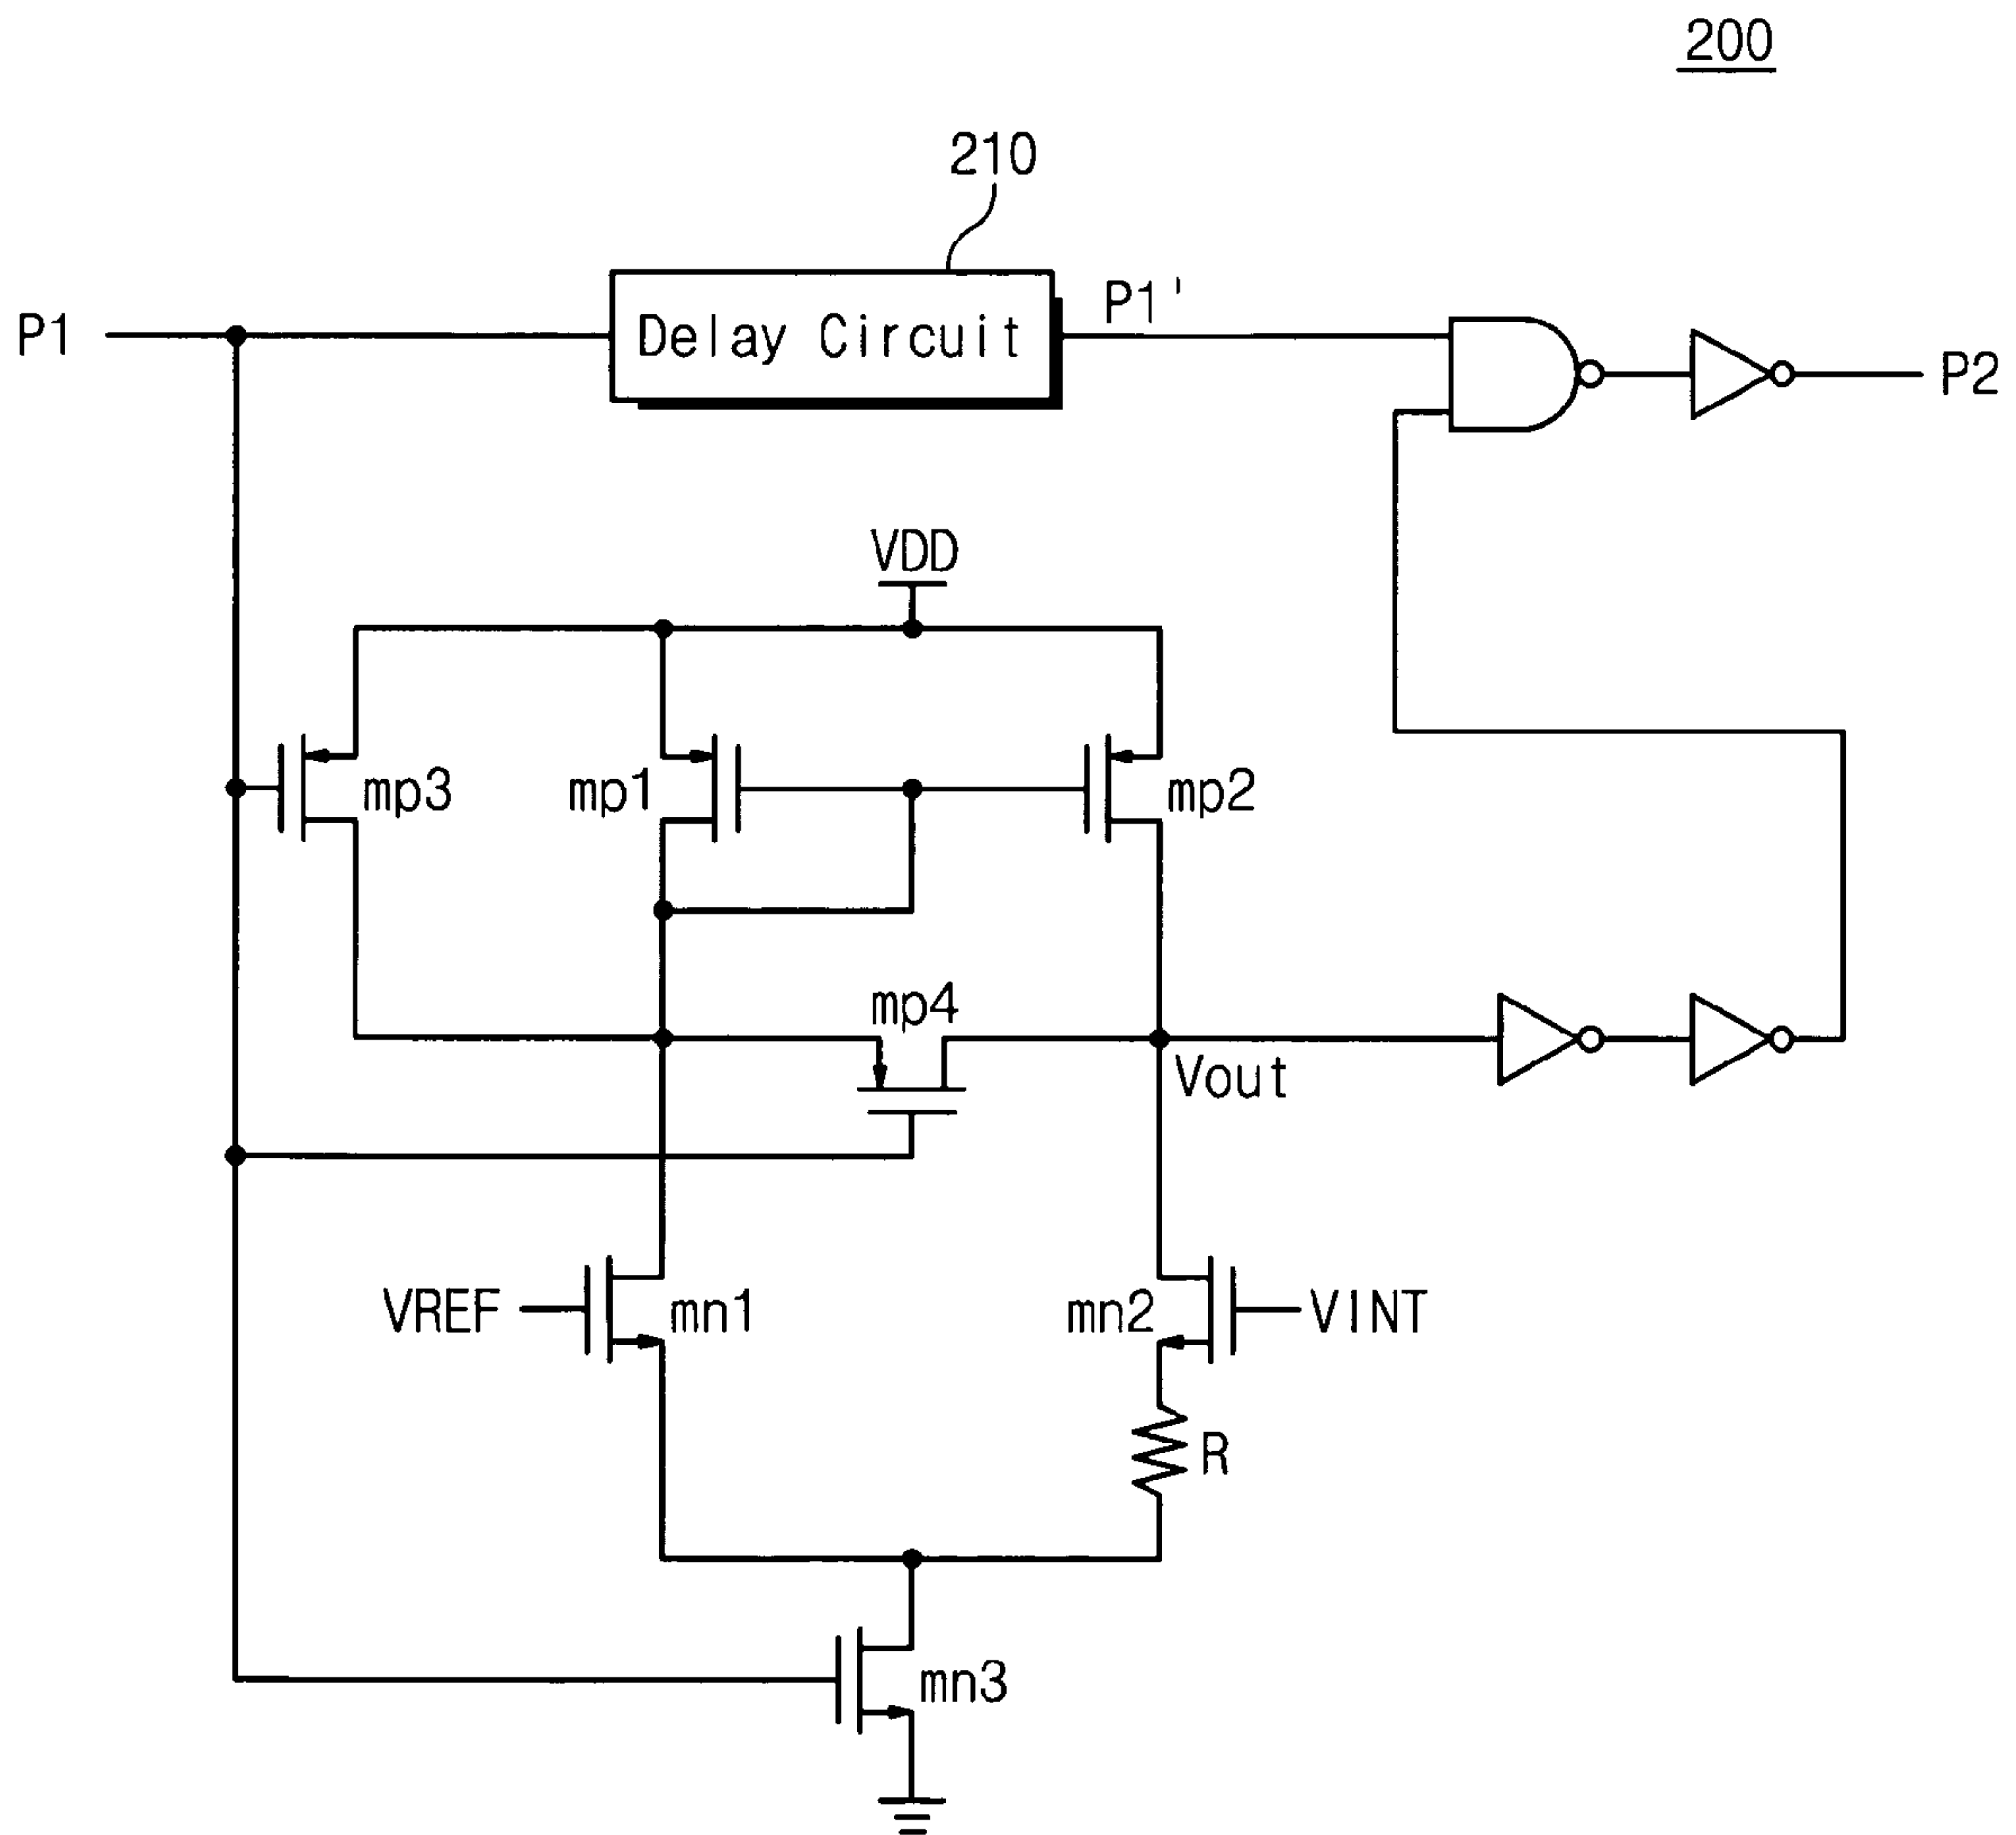 200
210
P1
Delay Circuit
P1'
P2
VDD
mp3
mp1
mp2
mp4
Vout
VREF
mn1
mn2
VINT
R
mn3